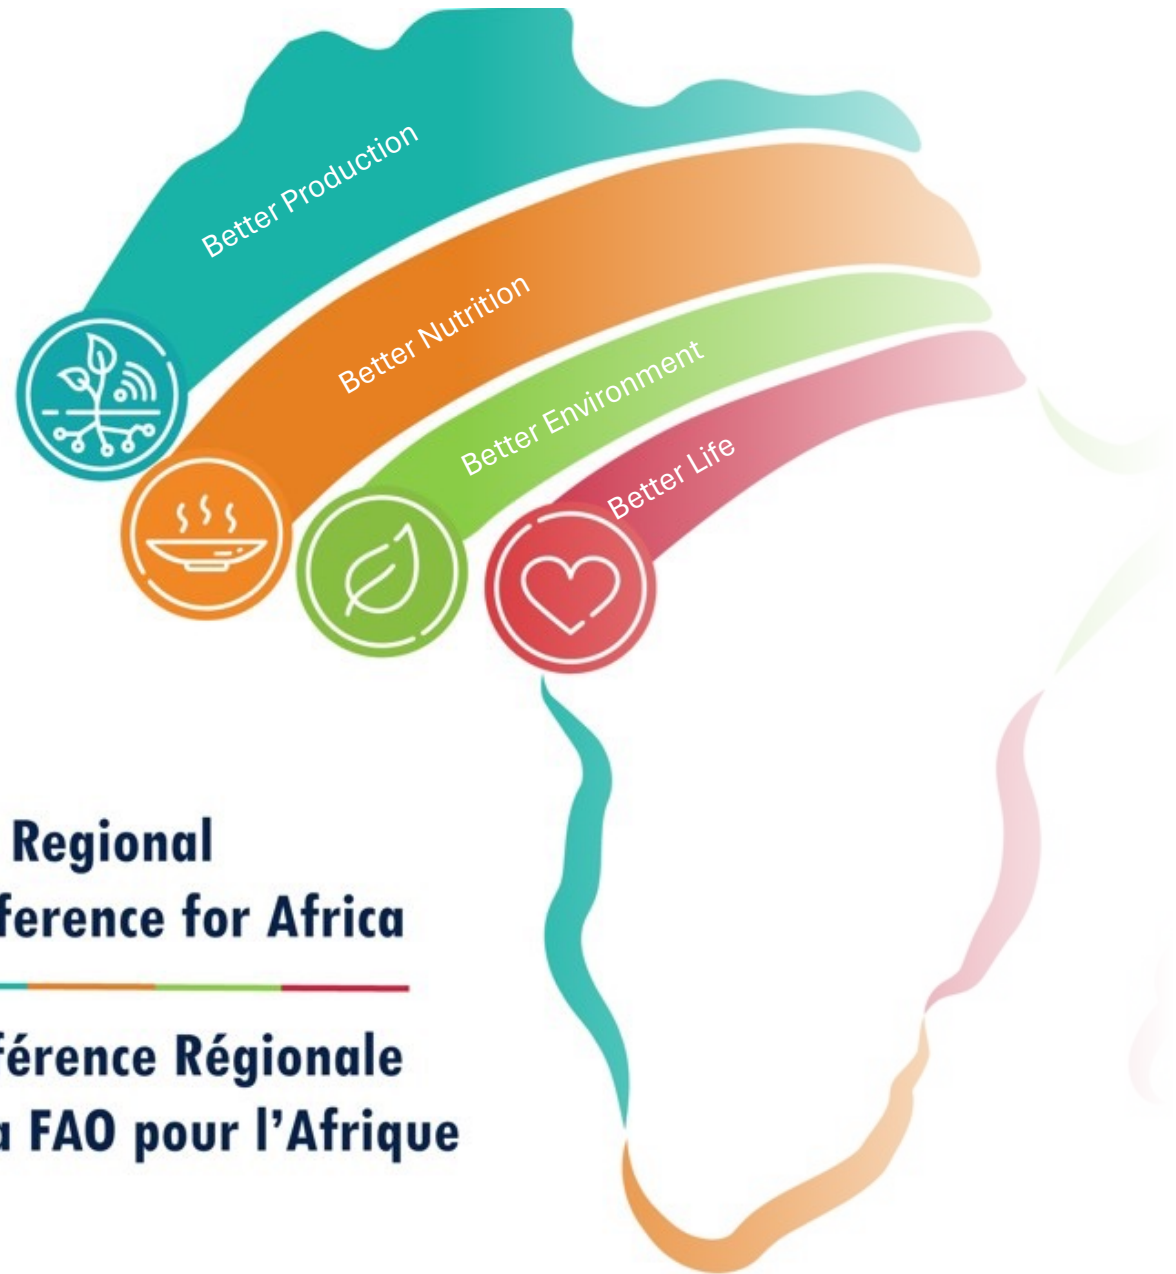 Better Production
Better Nutrition
Better Environment
Better Life
Regional
ference for Africa
férence Régionale
a FAO pour l’Afrique